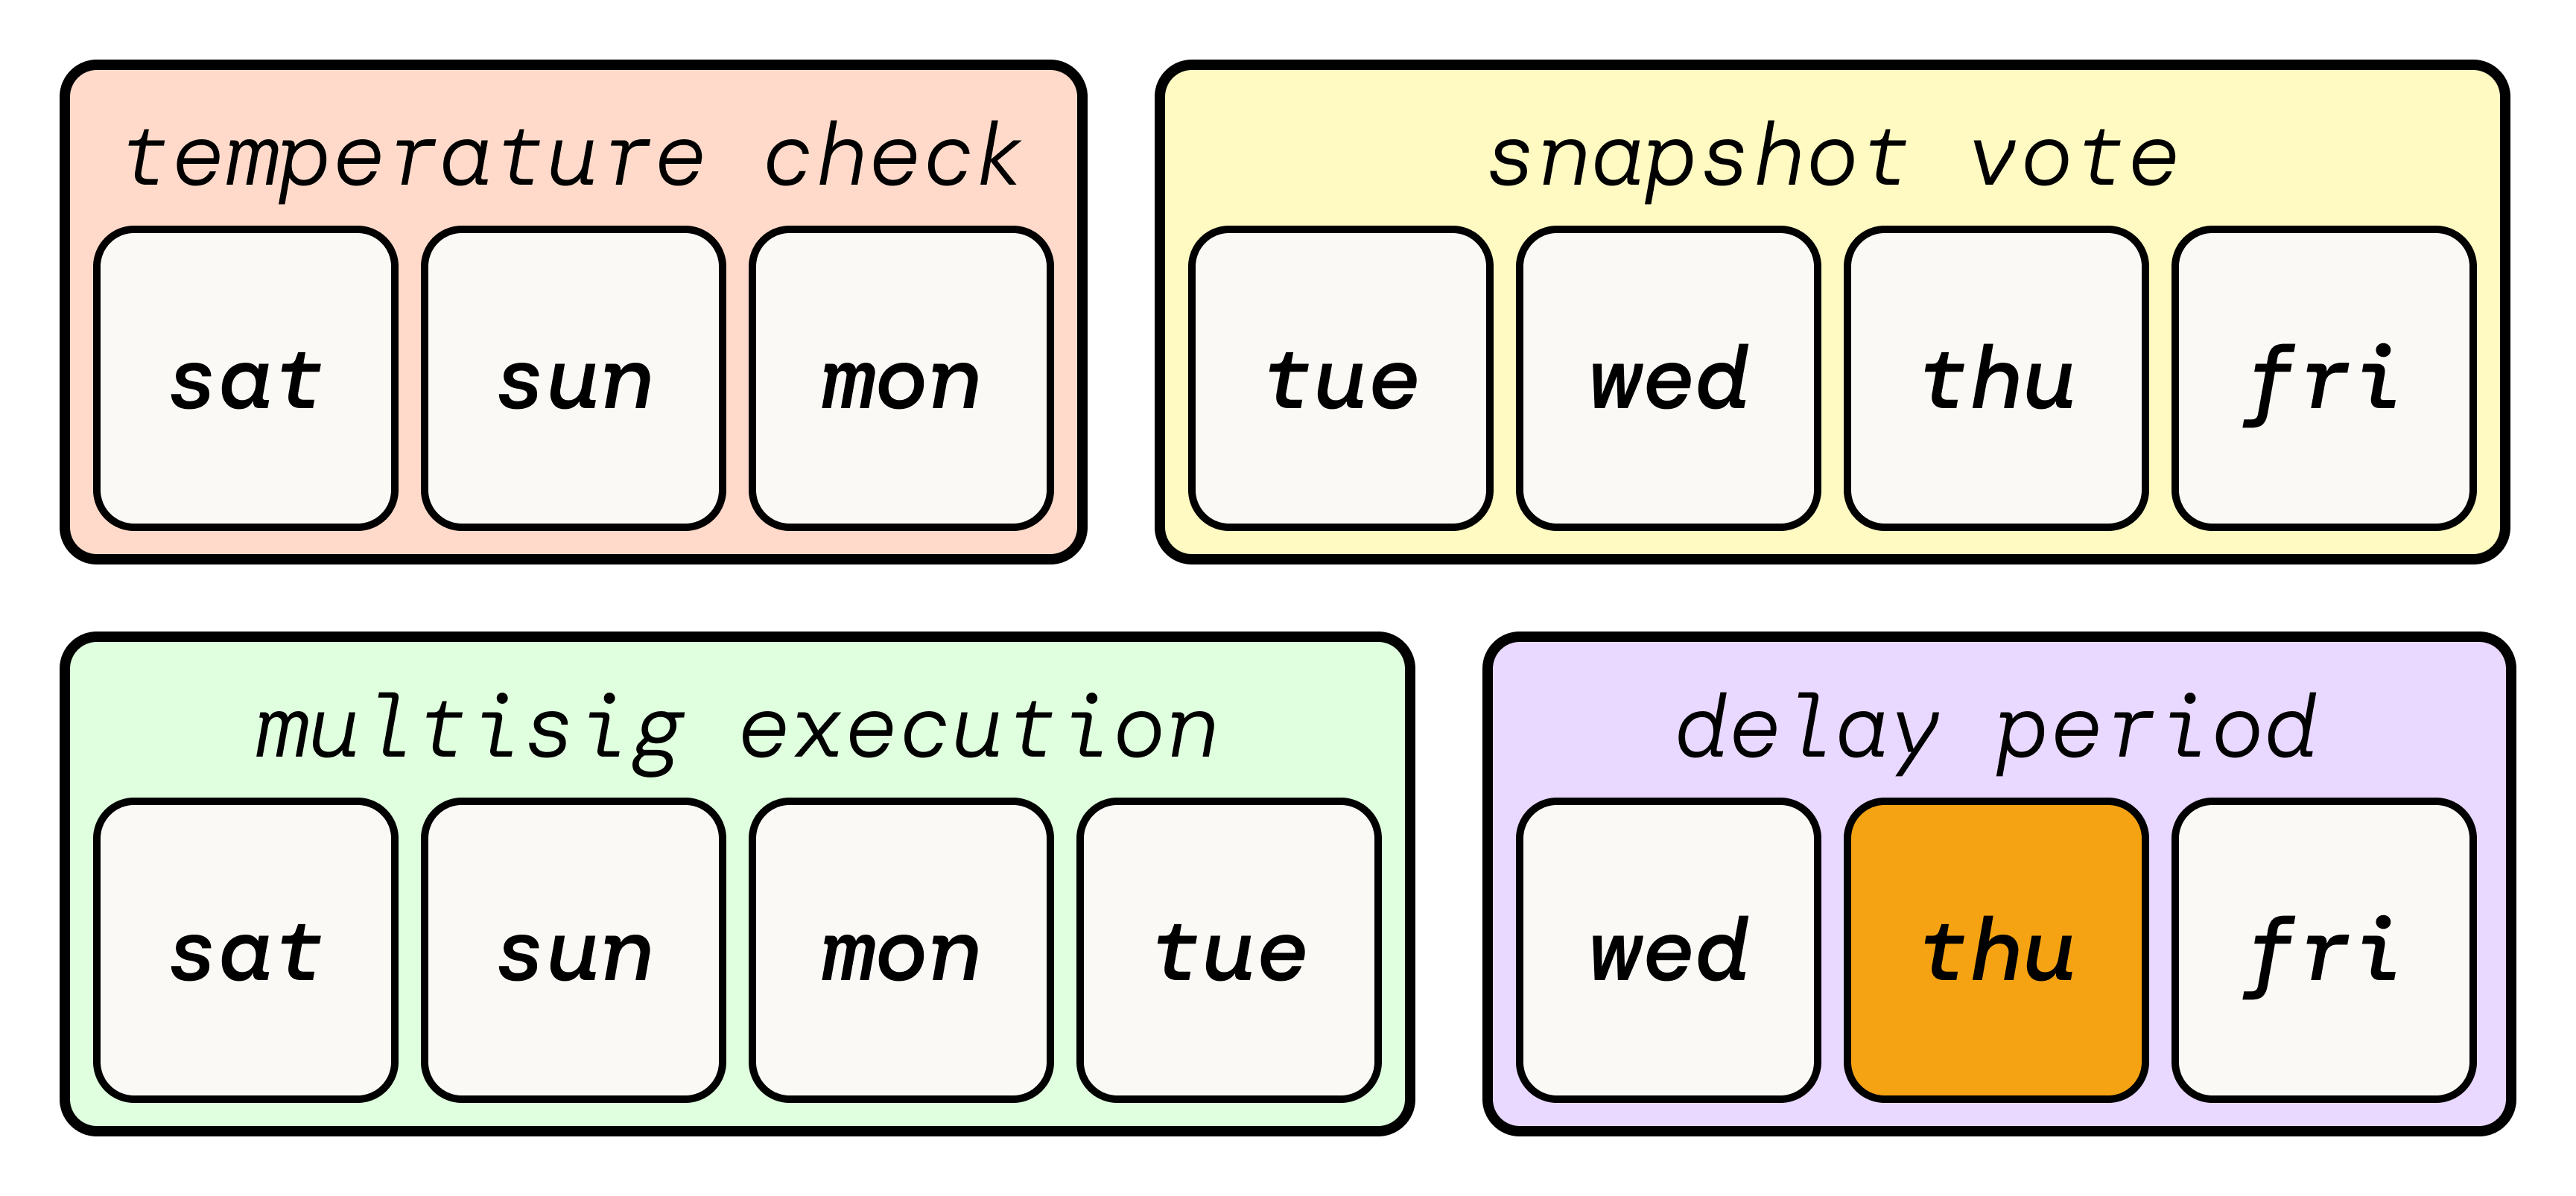 temperature check
sat sun mon
snapshot vote
tue wed thu fri
multisig execution
sat sun mon tue
delay period
wed thu fri